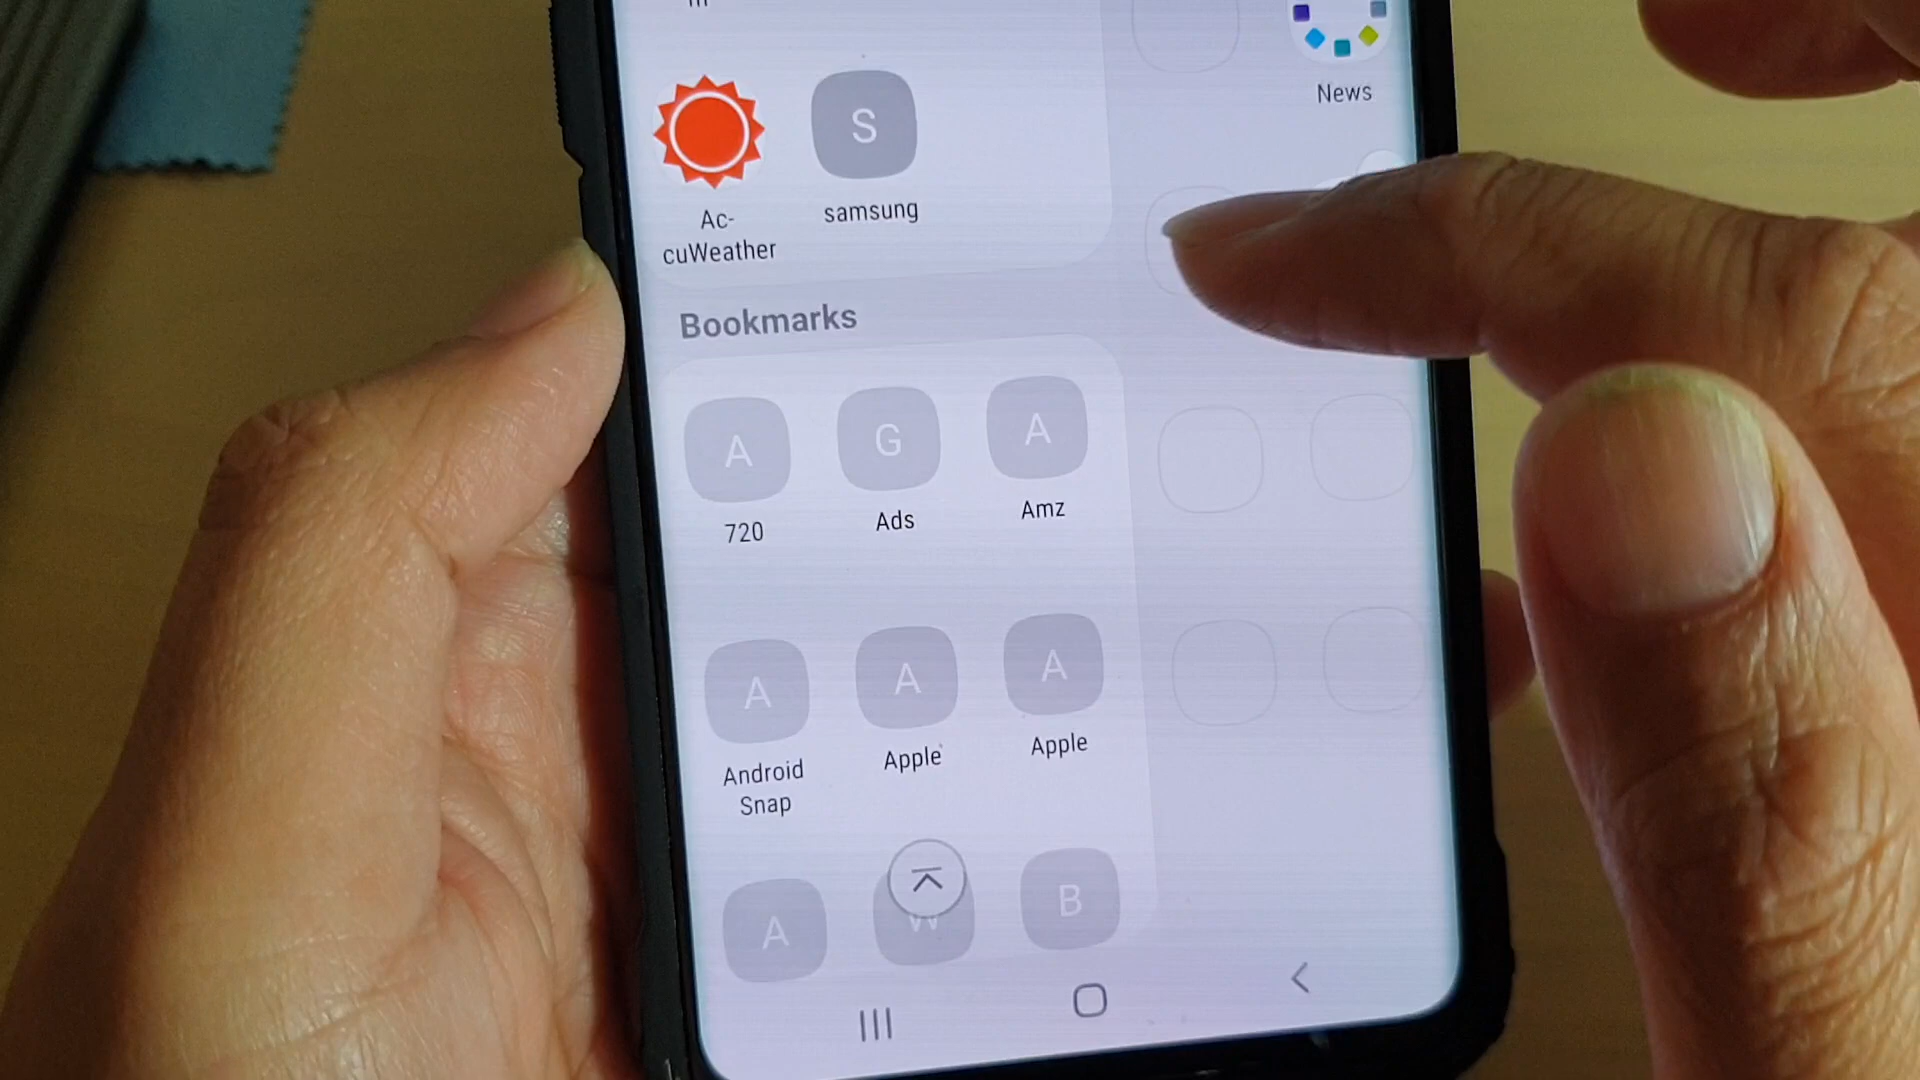 News
S
Ac-
cuWeather
samsung
Bookmarks
A
G
A
720
Ads
Amz
A
A
A
Android
Snap
Apple
Apple
A
W
B